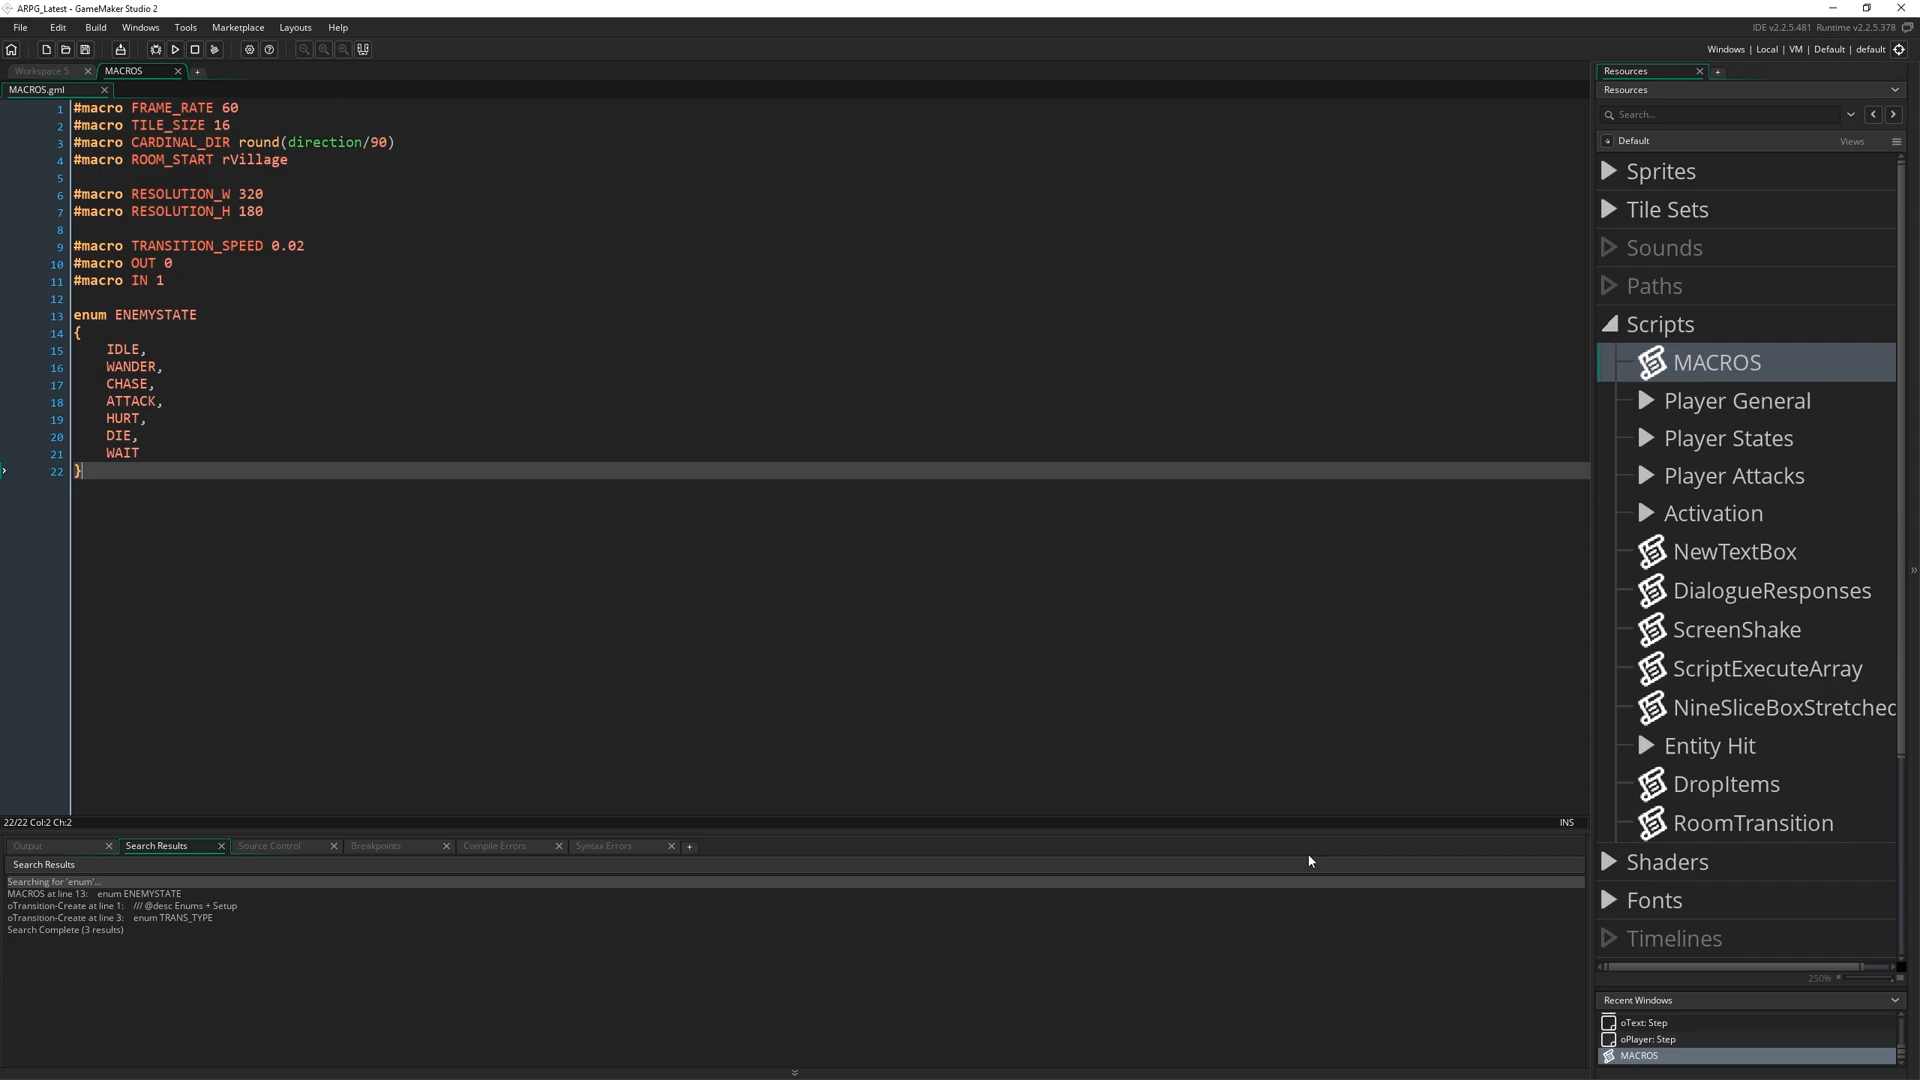 ARPG_Latest - GameMaker Studio 2
File Edit Build Windows Tools Marketplace Layouts Help
IDE v2.2.5.481 Runtime v2.2.5.378
Windows | Local | VM | Default | default
Workspace 5
MACROS
MACROS.gml
1 #macro FRAME_RATE 60
2 #macro TILE_SIZE 16
3 #macro CARDINAL_DIR round(direction/90)
4 #macro ROOM_START rVillage
5
6 #macro RESOLUTION_W 320
7 #macro RESOLUTION_H 180
8
9 #macro TRANSITION_SPEED 0.02
10 #macro OUT 0
11 #macro IN 1
12
13 enum ENEMYSTATE
14 {
15 IDLE,
16 WANDER,
17 CHASE,
18 ATTACK,
19 HURT,
20 DIE,
21 WAIT
22 }
22/22 Col:2 Ch:2
INS
Output Search Results Source Control Breakpoints Compile Errors Syntax Errors
Search Results
Searching for 'enum'...
MACROS at line 13: enum ENEMYSTATE
oTransition-Create at line 1: /// @desc Enums + Setup
oTransition-Create at line 3: enum TRANS_TYPE
Search Complete (3 results)
Resources
Resources
Search...
Default
Views
Sprites
Tile Sets
Sounds
Paths
Scripts
MACROS
Player General
Player States
Player Attacks
Activation
NewTextBox
DialogueResponses
ScreenShake
ScriptExecuteArray
NineSliceBoxStretched
Entity Hit
DropItems
RoomTransition
Shaders
Fonts
Timelines
250%
Recent Windows
oText: Step
oPlayer: Step
MACROS